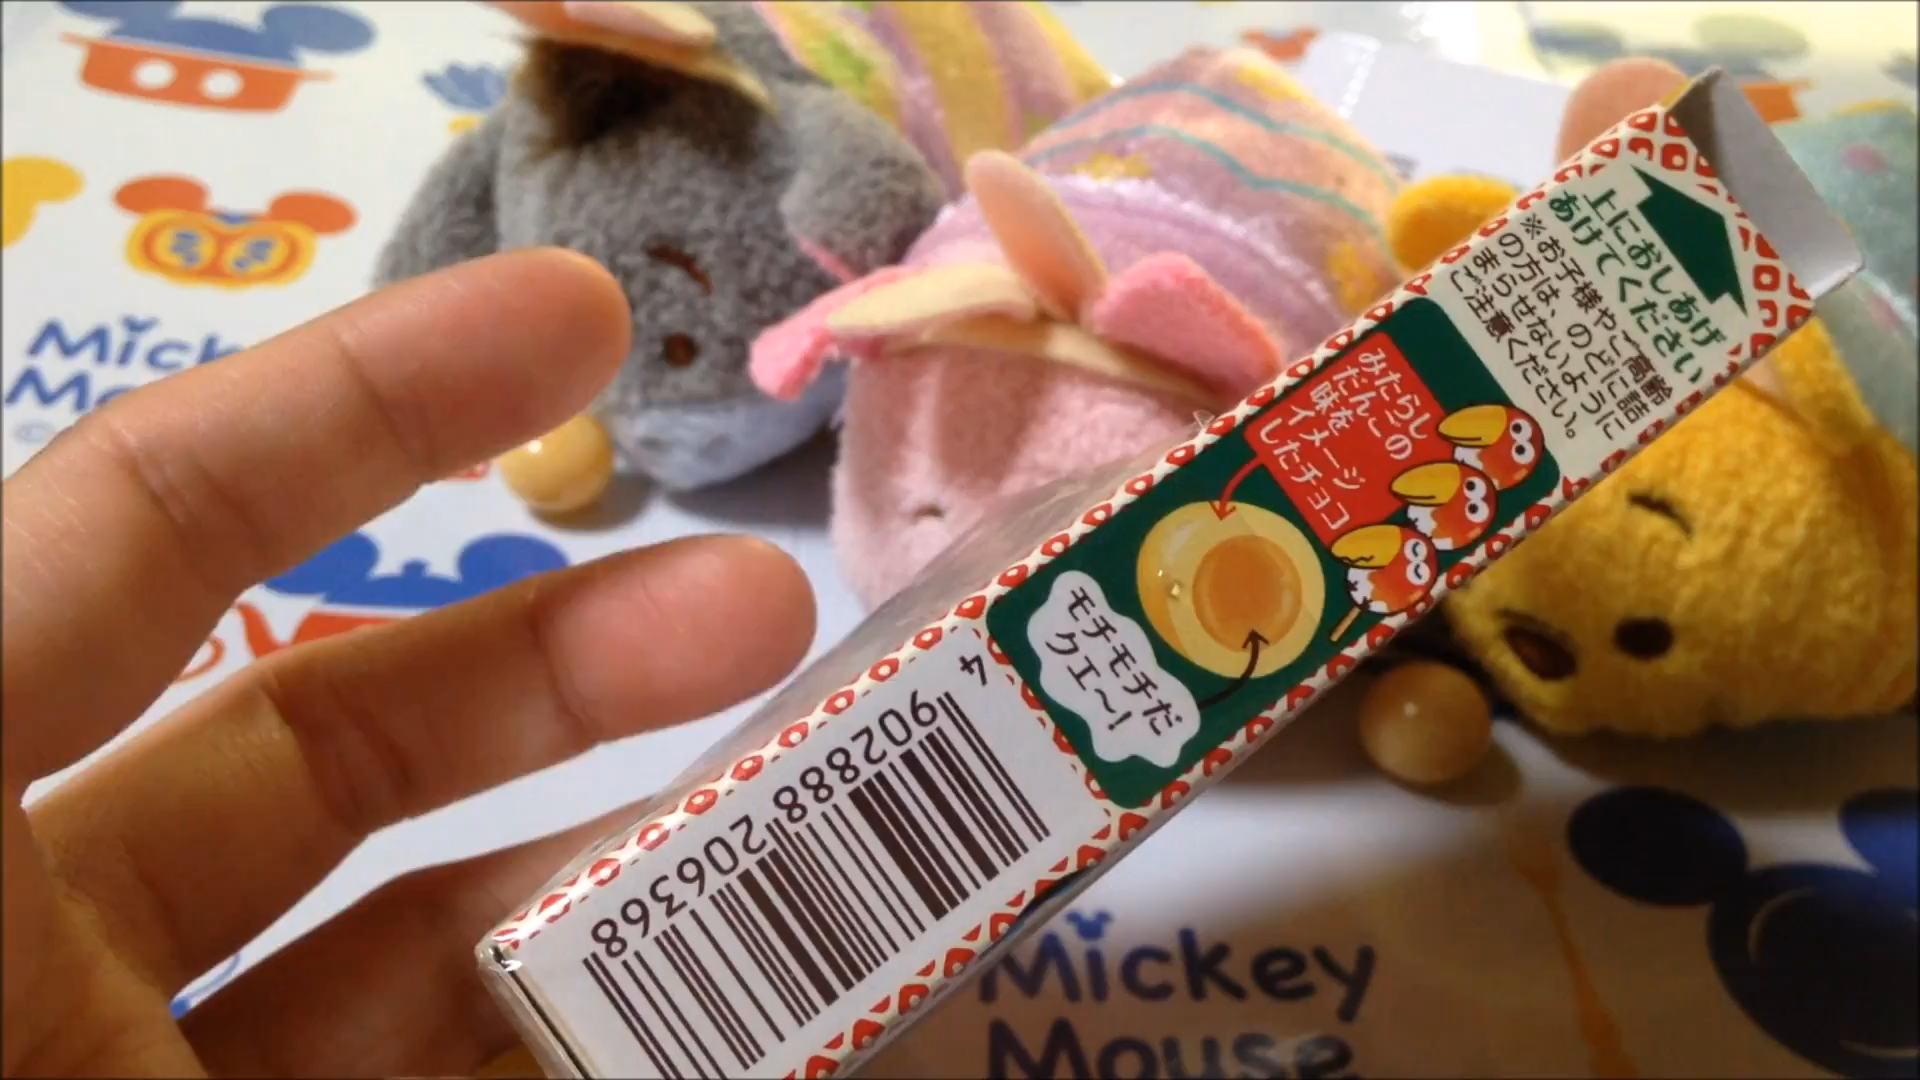 上におしあげ
あけてください
※お子様やご高齢
の方は、のどに詰
まらせないように
ご注意ください。
みたらし
だんごの
味を
イメージ
したチョコ
モチモチだ
クエ〜!
4 902888 206368
Mickey
Mouse